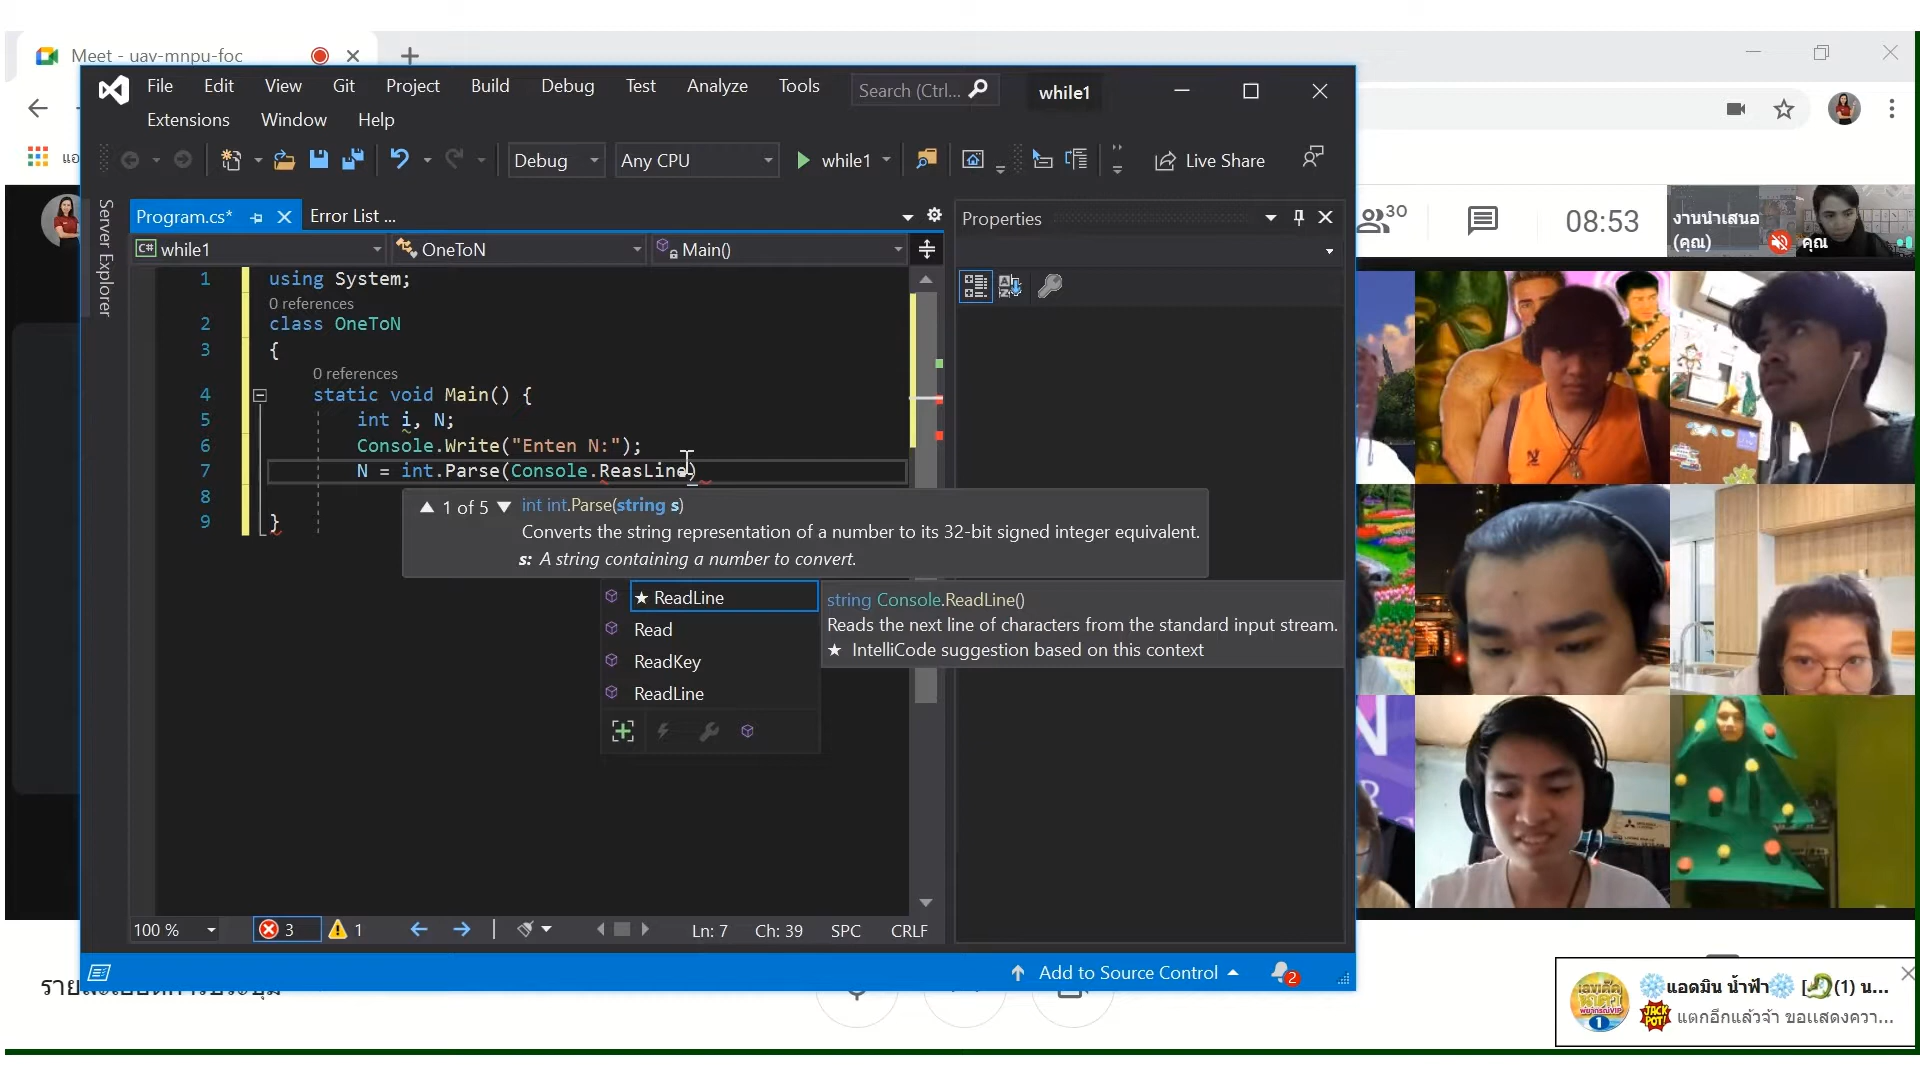 Meet - uav-mnpu-foc
File Edit View Git Project Build Debug Test Analyze Tools
Search (Ctrl...
while1
Extensions Window Help
Debug
Any CPU
while1
Live Share
Server Explorer
Program.cs*
Error List ...
while1
OneToN
Main()
1 using System;
0 references
2 class OneToN
3 {
0 references
4 static void Main() {
5 int i, N;
6 Console.Write("Enten N:");
7 N = int.Parse(Console.ReasLine)
8
9 }
1 of 5 int int.Parse(string s)
Converts the string representation of a number to its 32-bit signed integer equivalent.
s: A string containing a number to convert.
★ ReadLine
Read
ReadKey
ReadLine
string Console.ReadLine()
Reads the next line of characters from the standard input stream.
★ IntelliCode suggestion based on this context
Properties
30
08:53
งานนำเสนอ
(คุณ)
คุณ
100 %
3
1
Ln: 7
Ch: 39
SPC
CRLF
Add to Source Control
2
❄️แอดมิน น้ำฟ้า❄️ [🐉(1) น...
JACK POT! แตกอีกแล้วจ้า ขอแสดงควา...